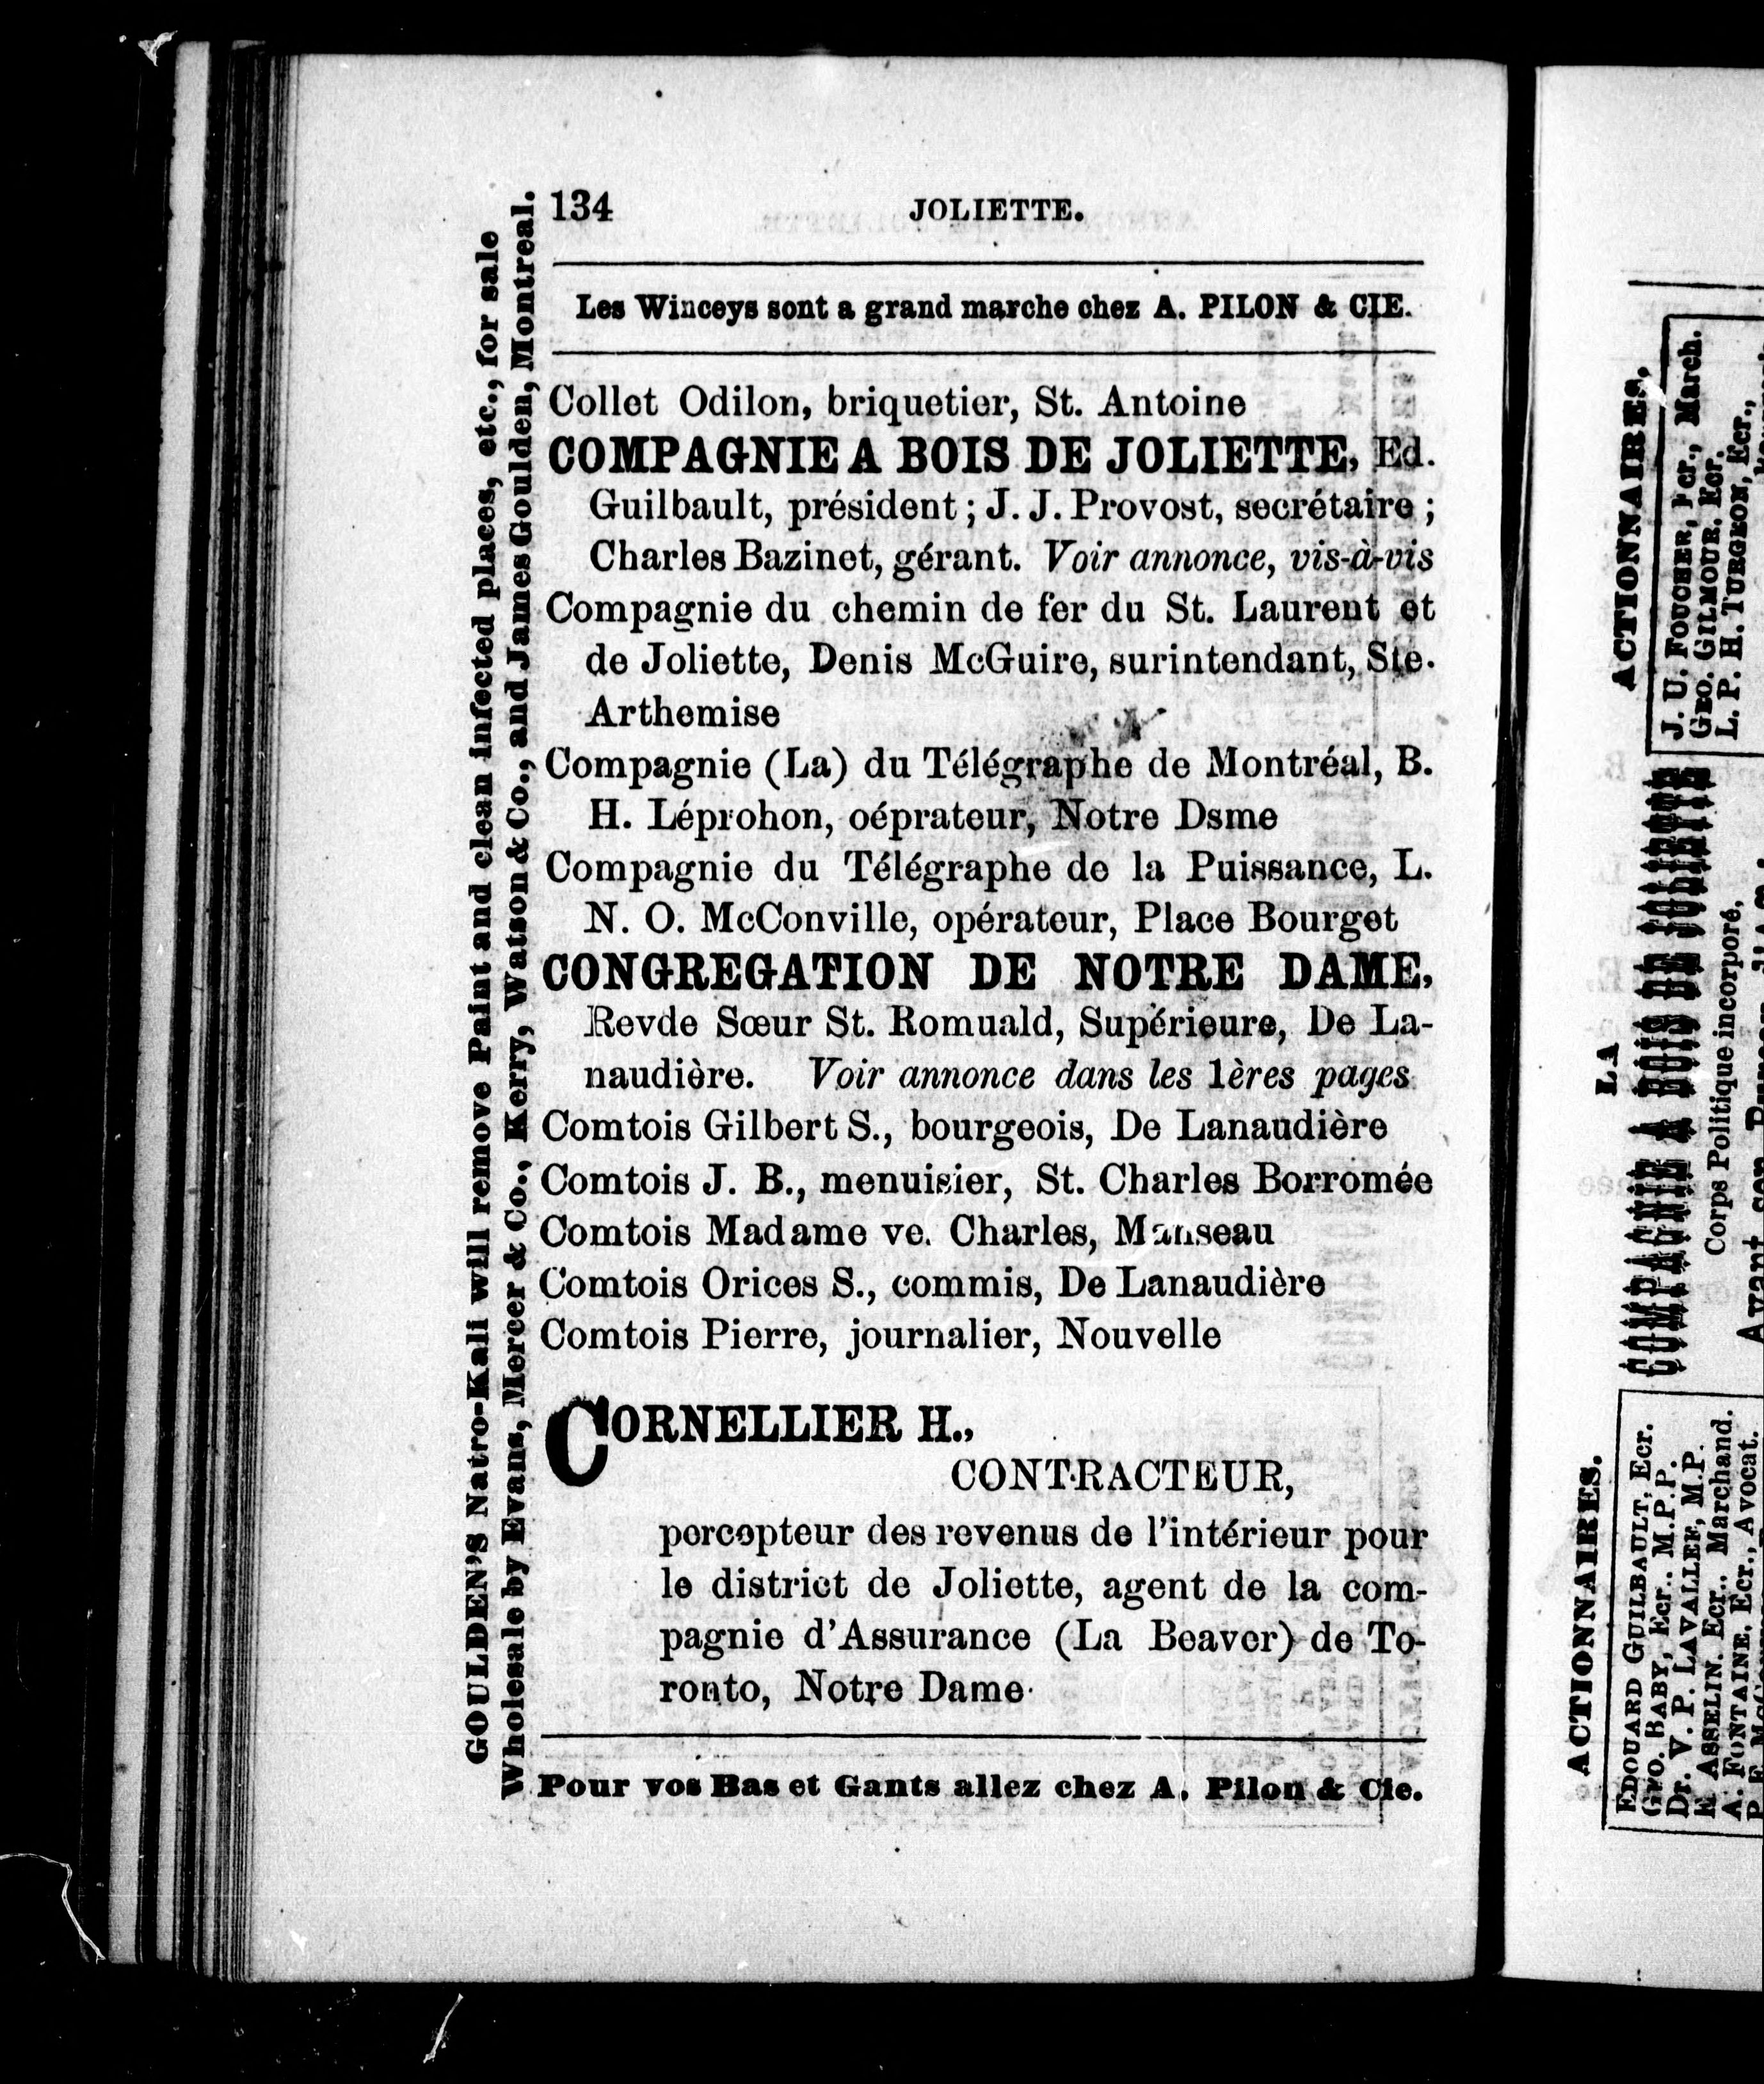 134 JOLIETTE.
Les Winceys sont a grand marche chez A. PILON & CIE.
Collet Odilon, briquetier, St. Antoine
COMPAGNIE A BOIS DE JOLIETTE, Ed.
Guilbault, président ; J. J. Provost, secrétaire ;
Charles Bazinet, gérant. Voir annonce, vis-à-vis
Compagnie du chemin de fer du St. Laurent et
de Joliette, Denis McGuire, surintendant, Ste.
Arthemise
Compagnie (La) du Télégraphe de Montréal, B.
H. Léprohon, oéprateur, Notre Dsme
Compagnie du Télégraphe de la Puissance, L.
N. O. McConville, opérateur, Place Bourget
CONGREGATION DE NOTRE DAME,
Revde Sœur St. Romuald, Supérieure, De La-
naudière. Voir annonce dans les 1ères pages
Comtois Gilbert S., bourgeois, De Lanaudière
Comtois J. B., menuisier, St. Charles Borromée
Comtois Madame ve. Charles, Manseau
Comtois Orices S., commis, De Lanaudière
Comtois Pierre, journalier, Nouvelle
CORNELLIER H.,
CONTRACTEUR,
percepteur des revenus de l'intérieur pour
le district de Joliette, agent de la com-
pagnie d'Assurance (La Beaver) de To-
ronto, Notre Dame
Pour vos Bas et Gants allez chez A. Pilon & Cie.
GOULDEN'S Natro-Kali will remove Paint and clean infected places, etc., for sale
Wholesale by Evans, Mercer & Co., Kerry, Watson & Co., and James Goulden, Montreal.
ACTIONNAIRES.
J. U. FOUCHER, Ecr., March.
GEO. GILMOUR, Ecr.
L. P. H. TURGEON, Ecr.,
LA
COMPAGNIE A BOIS DE JOLIETTE
Corps Politique incorporé,
ACTIONNAIRES.
EDOUARD GUILBAULT, Ecr.
GEO. BABY, Ecr.. M.P.P.
Dr. V. P. LAVALLEE, M.P.
E ASSELIN. Ecr.. Marchand.
A. FONTAINE, Ecr., Avocat.